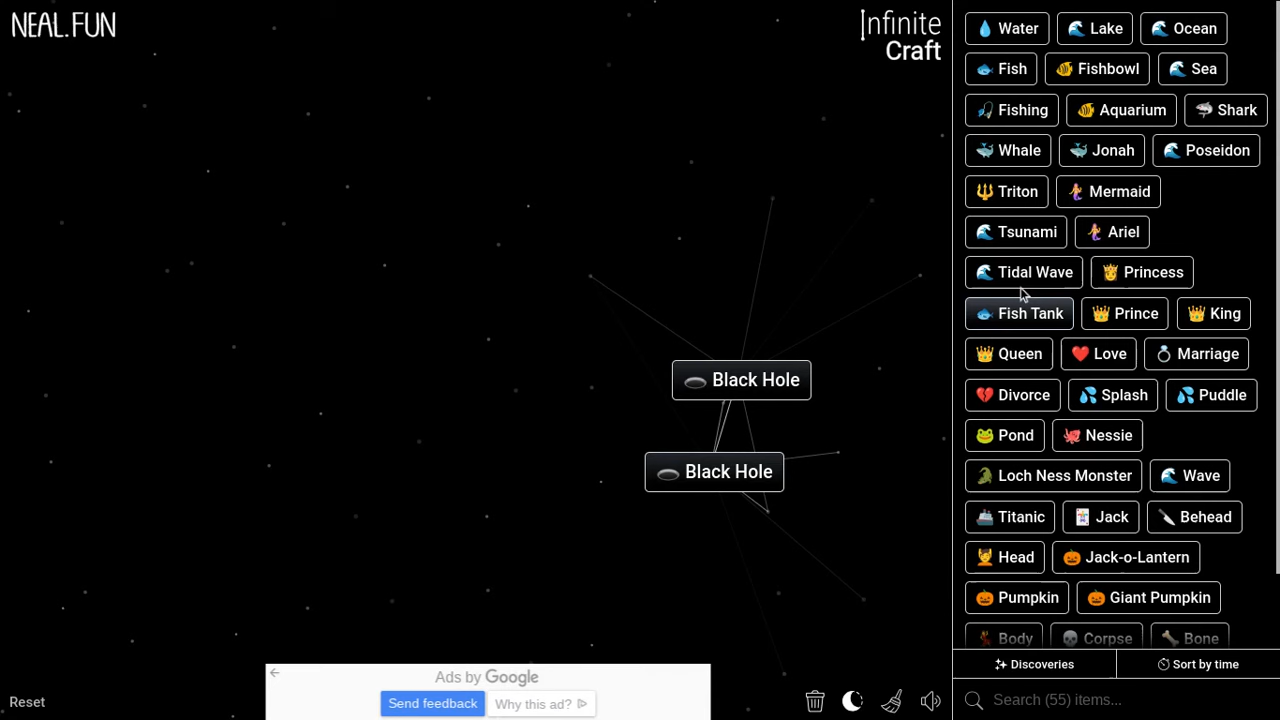 NEAL.FUN
Infinite
Craft
Water
Lake
Ocean
Fish
Fishbowl
Sea
Fishing
Aquarium
Shark
Whale
Jonah
Poseidon
Triton
Mermaid
Tsunami
Ariel
Tidal Wave
Princess
Fish Tank
Prince
King
Queen
Love
Marriage
Divorce
Splash
Puddle
Pond
Nessie
Loch Ness Monster
Wave
Titanic
Jack
Behead
Head
Jack-o-Lantern
Pumpkin
Giant Pumpkin
Body
Corpse
Bone
Black Hole
Black Hole
Discoveries
Sort by time
Search (55) items...
Ads by Google
Send feedback
Why this ad?
Reset